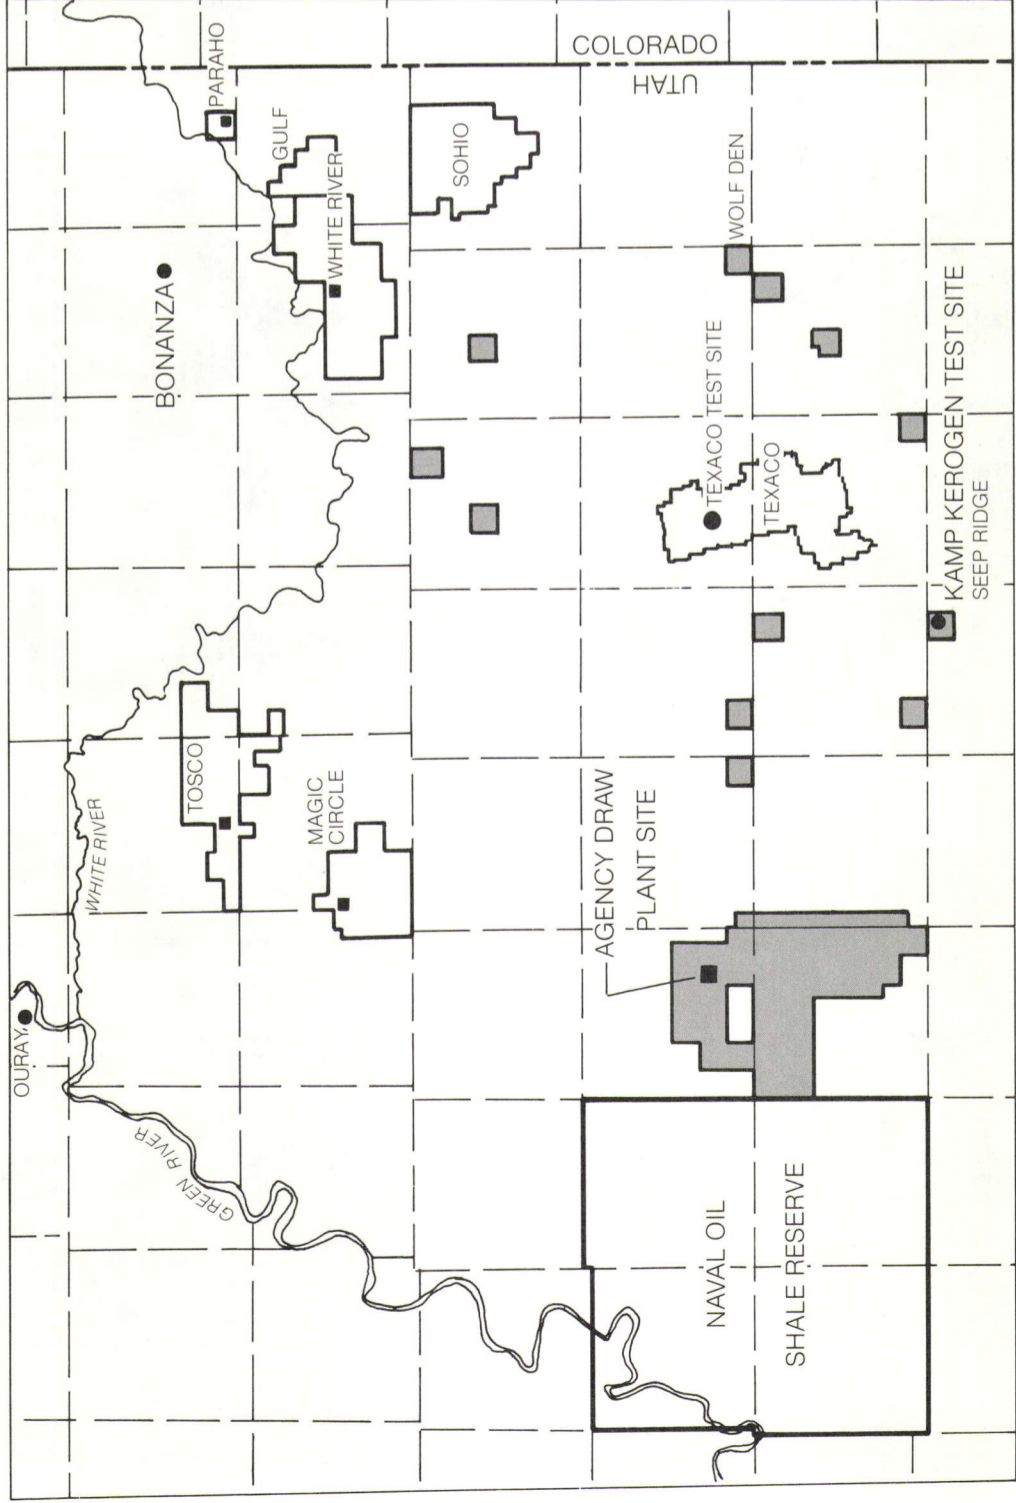 OURAY
WHITE RIVER
GREEN RIVER
BONANZA
PARAHO
GULF
WHITE RIVER
TOSCO
MAGIC
CIRCLE
SOHIO
COLORADO
UTAH
NAVAL OIL
SHALE RESERVE
AGENCY DRAW
PLANT SITE
TEXACO TEST SITE
TEXACO
WOLF DEN
KAMP KEROGEN TEST SITE
SEEP RIDGE